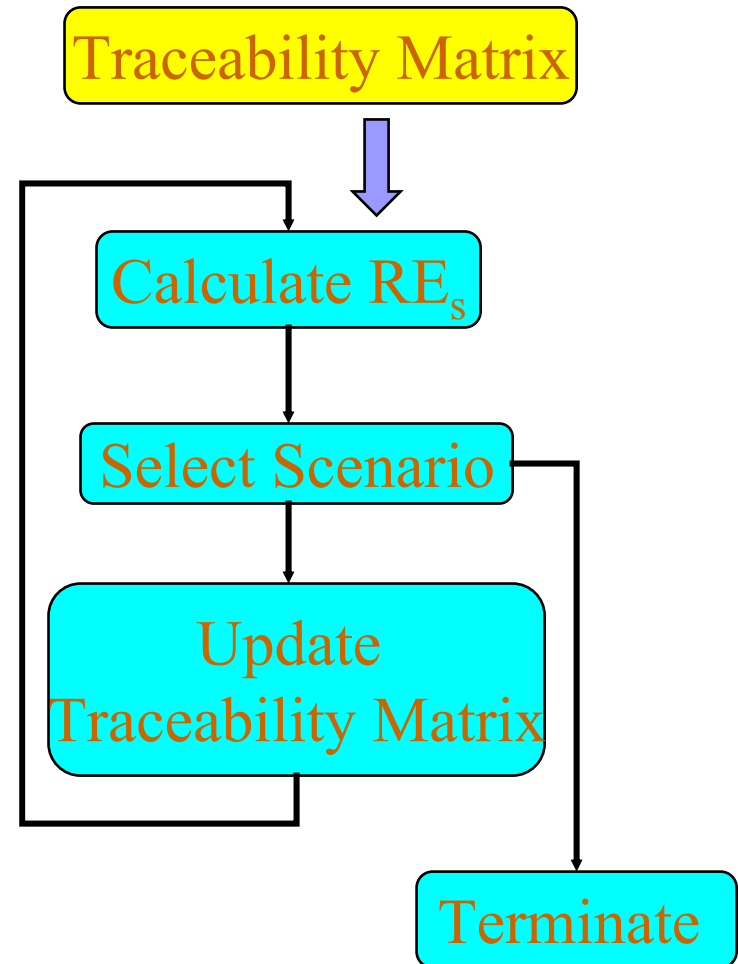 Traceability Matrix
Calculate REs
Select Scenario
Update
Traceability Matrix
Terminate